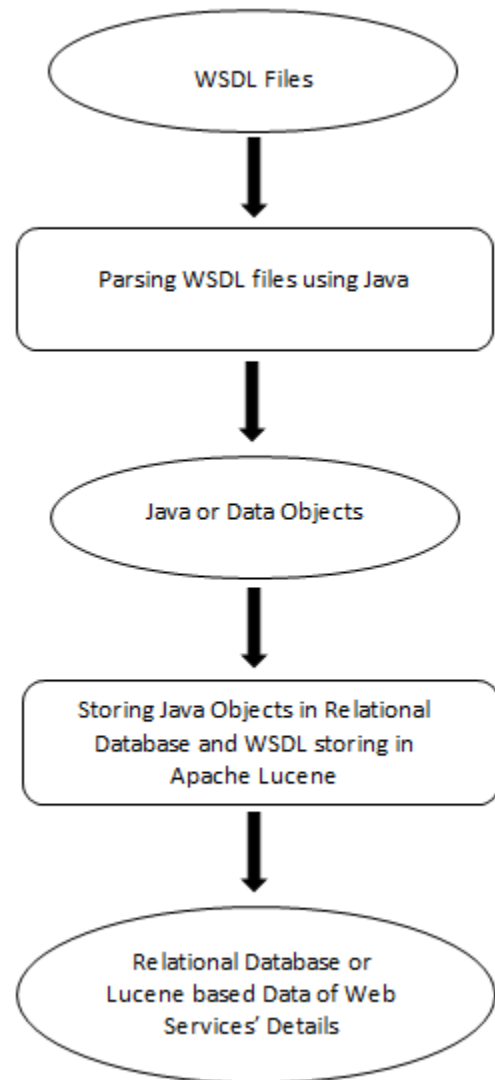 WSDL Files
Parsing WSDL files using Java
Java or Data Objects
Storing Java Objects in Relational
Database and WSDL storing in
Apache Lucene
Relational Database or
Lucene based Data of Web
Services’ Details